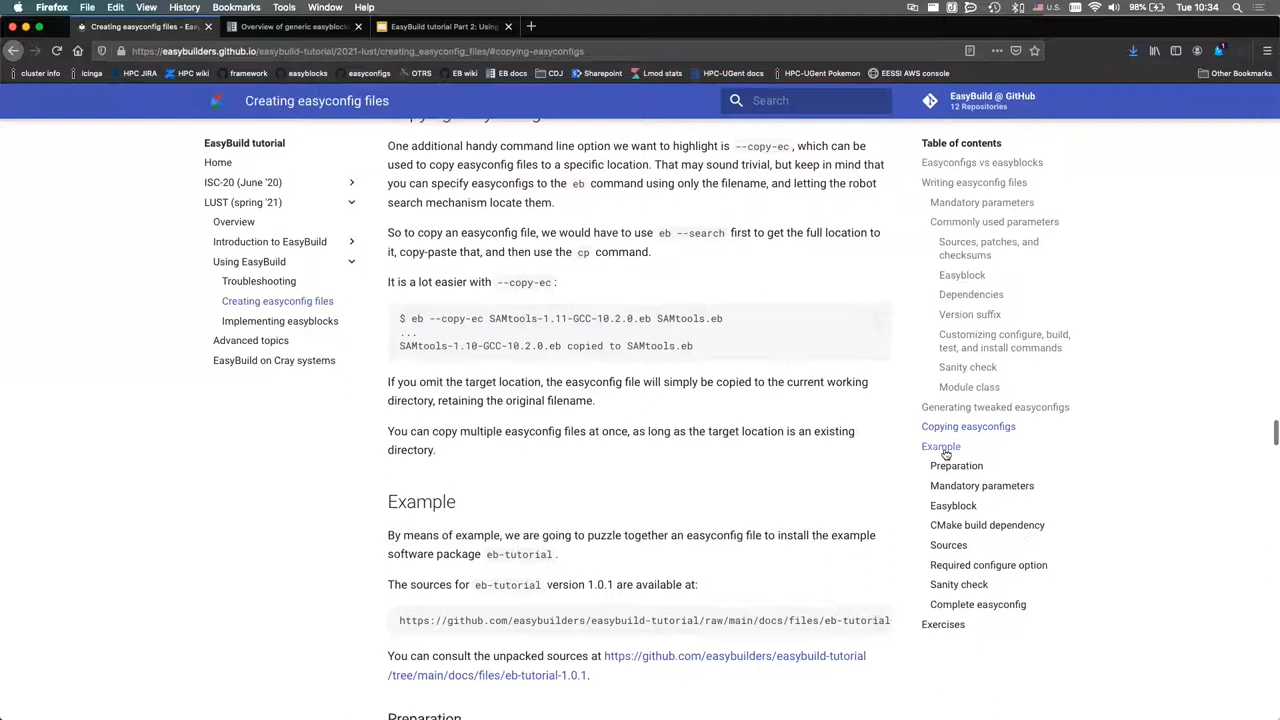 Firefox File Edit View History Bookmarks Tools Window Help
98% Tue 10:34
Creating easyconfig files - Eas
Overview of generic easyblocks
EasyBuild tutorial Part 2: Using
https://easybuilders.github.io/easybuild-tutorial/2021-lust/creating_easyconfig_files/#copying-easyconfigs
cluster info icinga HPC JIRA HPC wiki framework easyblocks easyconfigs OTRS EB wiki EB docs CDJ Sharepoint Lmod stats HPC-UGent docs HPC-UGent Pokemon EESSI AWS console Other Bookmarks
Creating easyconfig files
Search
EasyBuild @ GitHub
12 Repositories
EasyBuild tutorial
Home
ISC-20 (June '20)
LUST (spring '21)
Overview
Introduction to EasyBuild
Using EasyBuild
Troubleshooting
Creating easyconfig files
Implementing easyblocks
Advanced topics
EasyBuild on Cray systems
One additional handy command line option we want to highlight is --copy-ec, which can be
used to copy easyconfig files to a specific location. That may sound trivial, but keep in mind that
you can specify easyconfigs to the eb command using only the filename, and letting the robot
search mechanism locate them.
So to copy an easyconfig file, we would have to use eb --search first to get the full location to
it, copy-paste that, and then use the cp command.
It is a lot easier with --copy-ec:
$ eb --copy-ec SAMtools-1.11-GCC-10.2.0.eb SAMtools.eb
...
SAMtools-1.10-GCC-10.2.0.eb copied to SAMtools.eb
If you omit the target location, the easyconfig file will simply be copied to the current working
directory, retaining the original filename.
You can copy multiple easyconfig files at once, as long as the target location is an existing
directory.
Example
By means of example, we are going to puzzle together an easyconfig file to install the example
software package eb-tutorial.
The sources for eb-tutorial version 1.0.1 are available at:
https://github.com/easybuilders/easybuild-tutorial/raw/main/docs/files/eb-tutorial-
You can consult the unpacked sources at https://github.com/easybuilders/easybuild-tutorial
/tree/main/docs/files/eb-tutorial-1.0.1.
Preparation
Table of contents
Easyconfigs vs easyblocks
Writing easyconfig files
Mandatory parameters
Commonly used parameters
Sources, patches, and
checksums
Easyblock
Dependencies
Version suffix
Customizing configure, build,
test, and install commands
Sanity check
Module class
Generating tweaked easyconfigs
Copying easyconfigs
Example
Preparation
Mandatory parameters
Easyblock
CMake build dependency
Sources
Required configure option
Sanity check
Complete easyconfig
Exercises